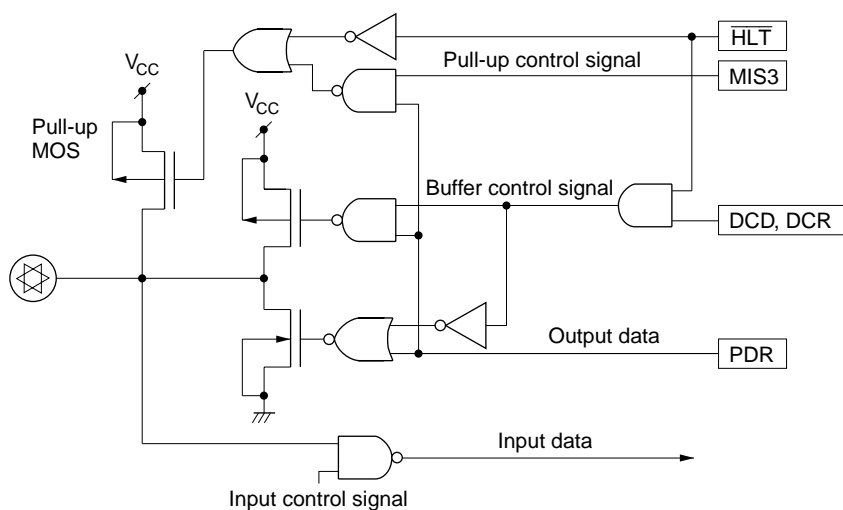 HLT
Pull-up control signal
MIS3
VCC
VCC
Pull-up
MOS
Buffer control signal
DCD, DCR
Output data
PDR
Input data
Input control signal